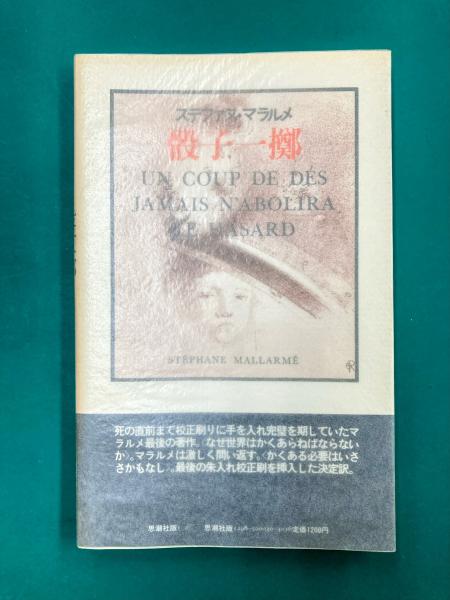 ステファヌ・マラルメ
骰子一擲
UN COUP DE DÉS
JAMAIS N'ABOLIRA
LE HASARD
STÉPHANE MALLARMÉ
死の直前まで校正刷りに手を入れ完璧を期していたマ
ラルメ最後の著作。〈なぜ世界はかくあらねばならない
か〉。マラルメは激しく問い返す。〈かくある必要はいさ
さかもなし〉。最後の朱入れ校正刷を挿入した決定訳。
思潮社版 思潮社版 定価1200円